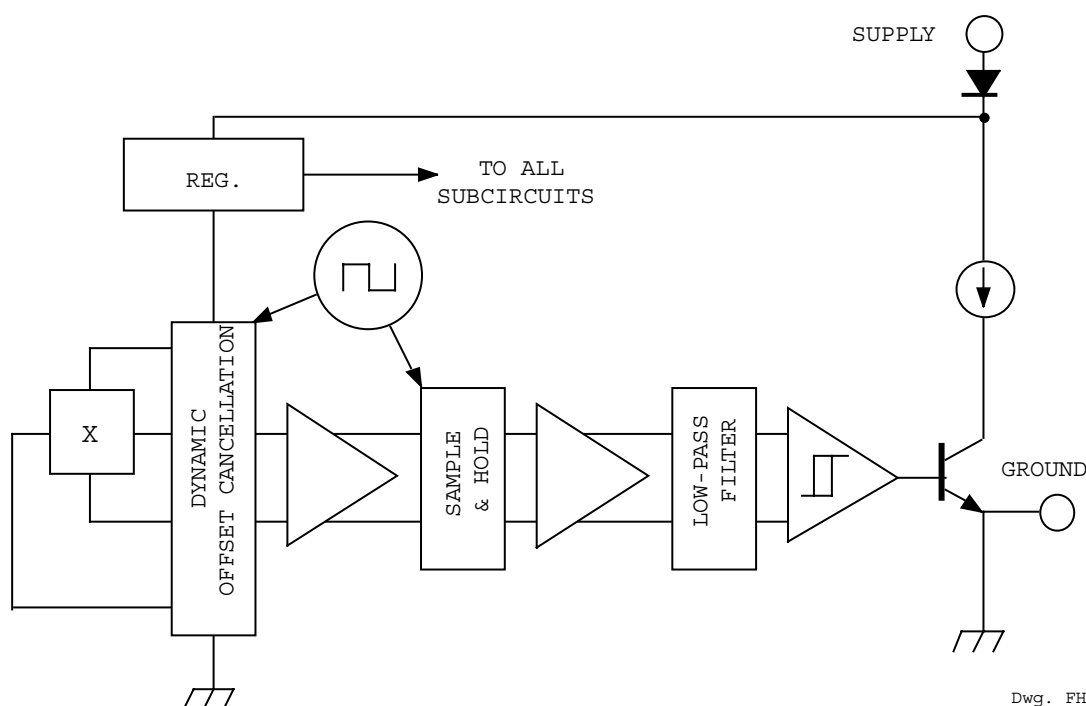 SUPPLY
REG.
TO ALL
SUBCIRCUITS
X
DYNAMIC
OFFSET CANCELLATION
SAMPLE
& HOLD
LOW-PASS
FILTER
GROUND
Dwg. FH